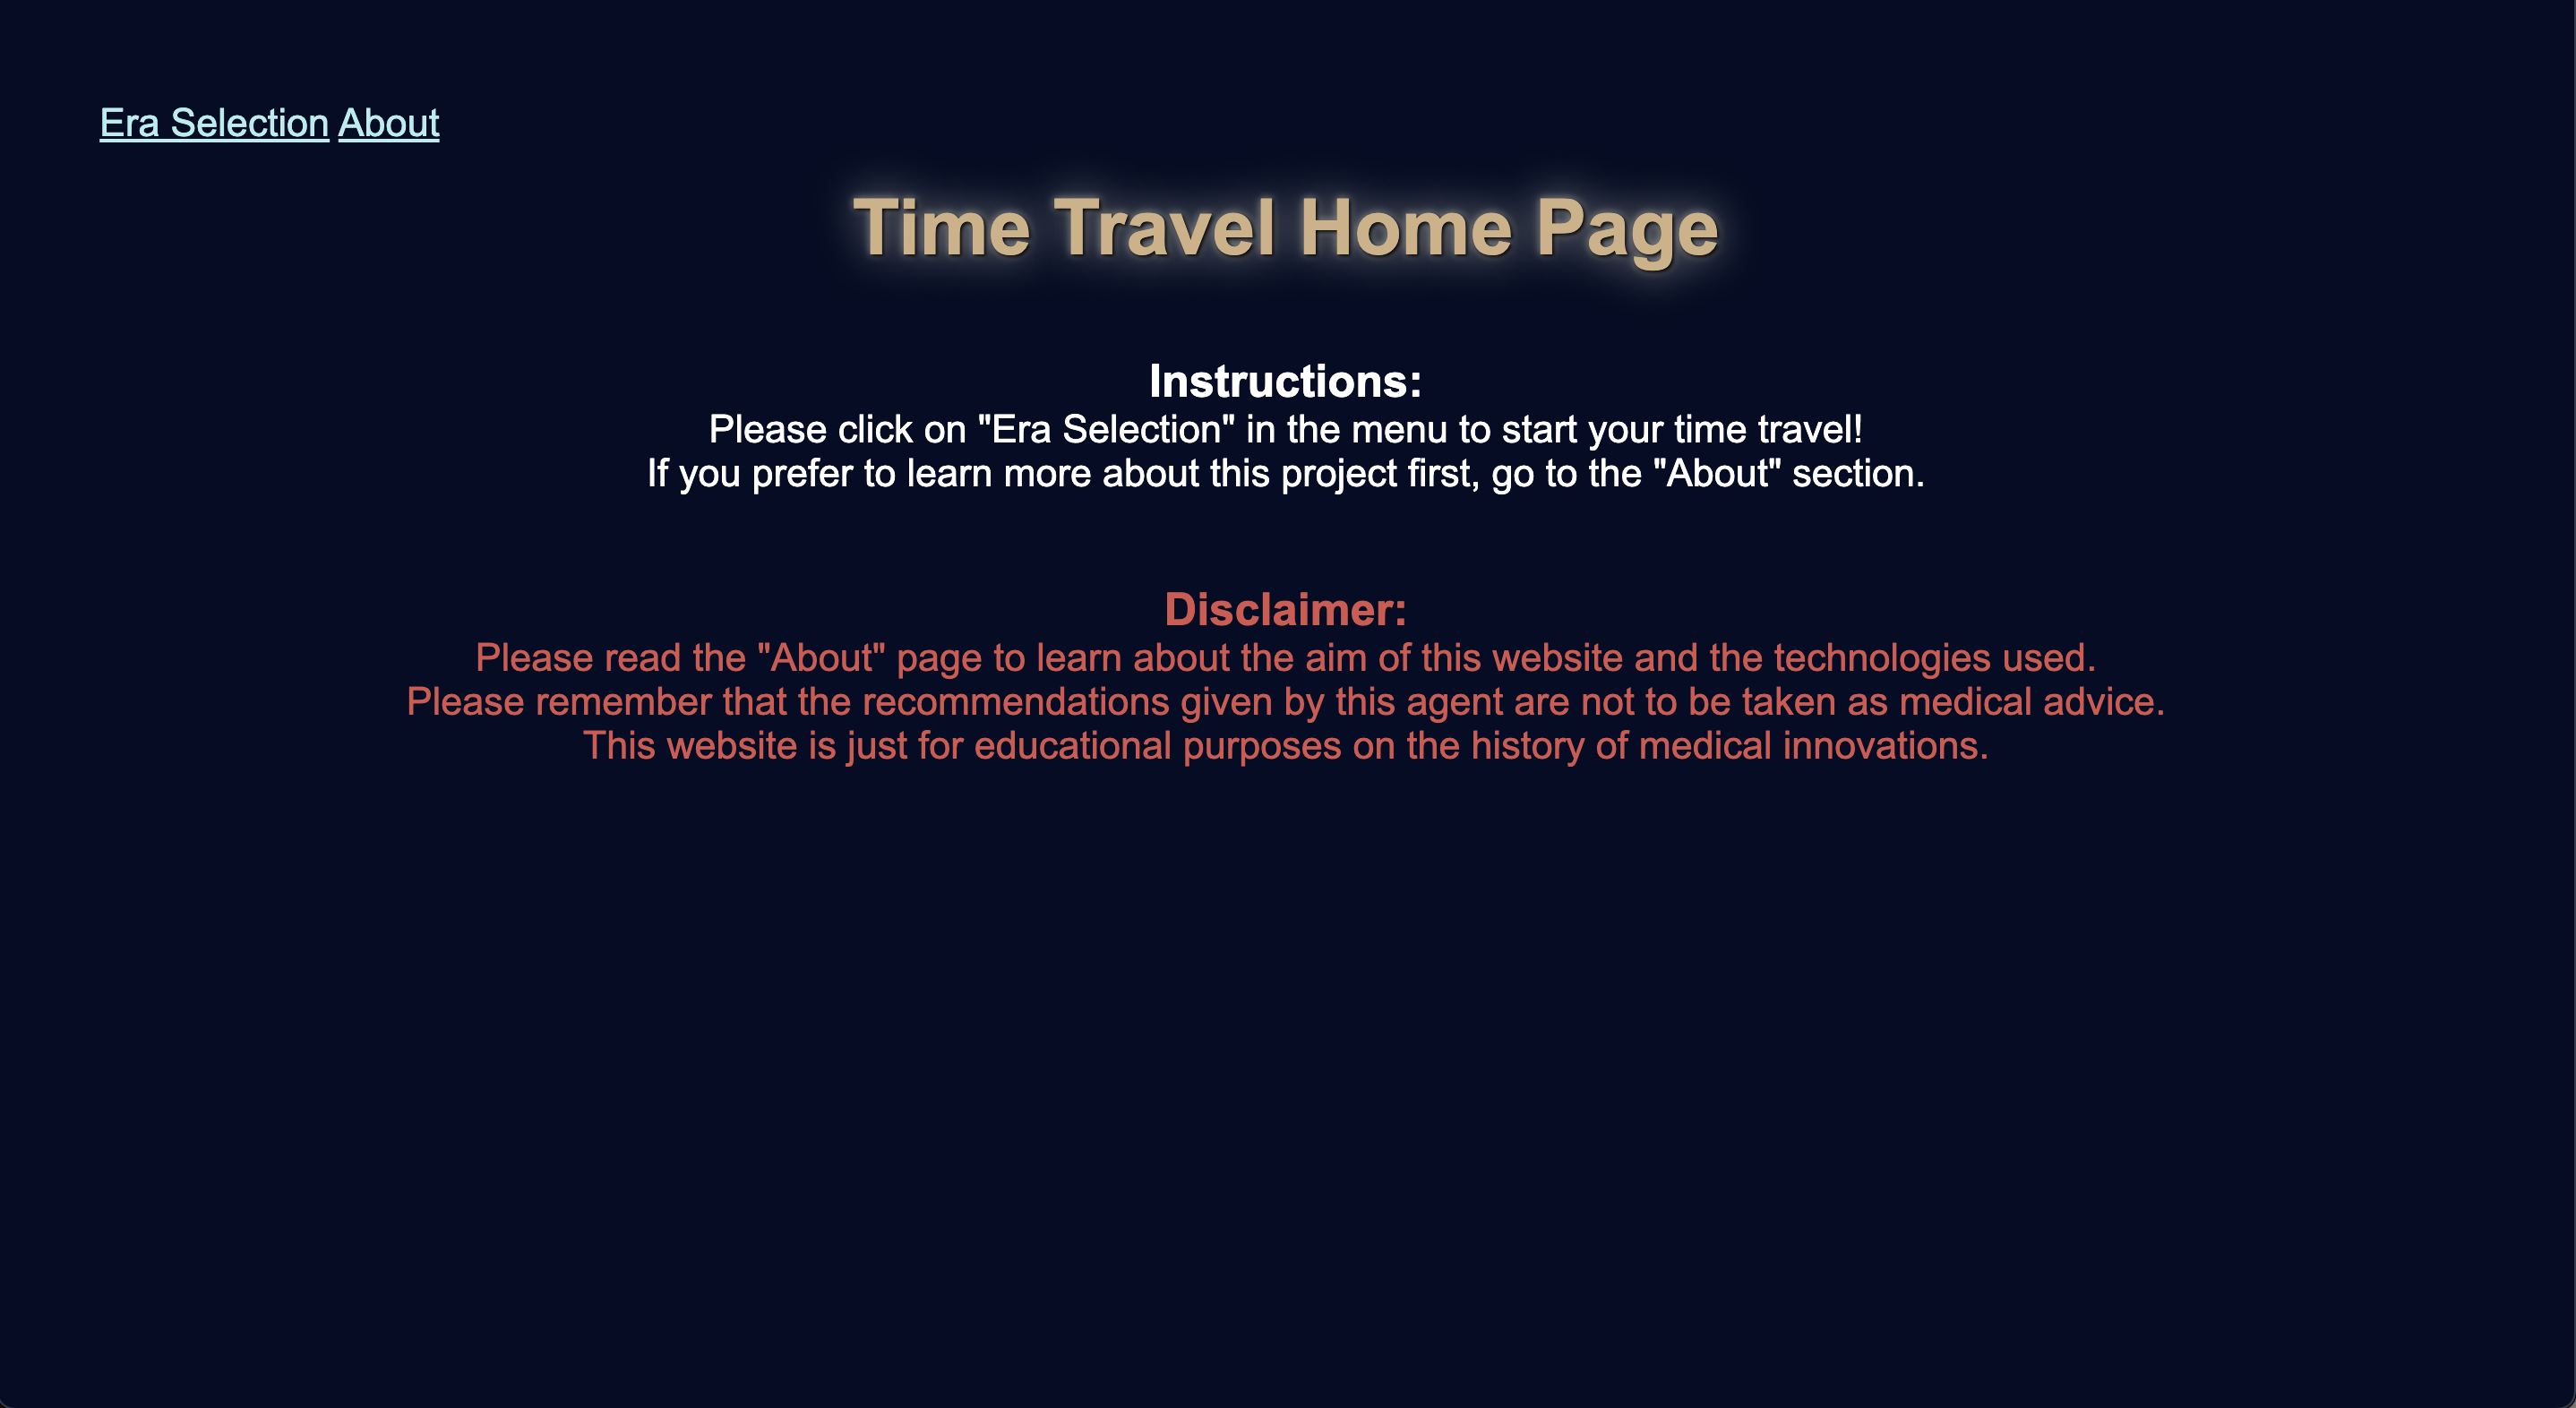 Era Selection About
Time Travel Home Page
Instructions:
Please click on "Era Selection" in the menu to start your time travel!
If you prefer to learn more about this project first, go to the "About" section.
Disclaimer:
Please read the "About" page to learn about the aim of this website and the technologies used.
Please remember that the recommendations given by this agent are not to be taken as medical advice.
This website is just for educational purposes on the history of medical innovations.